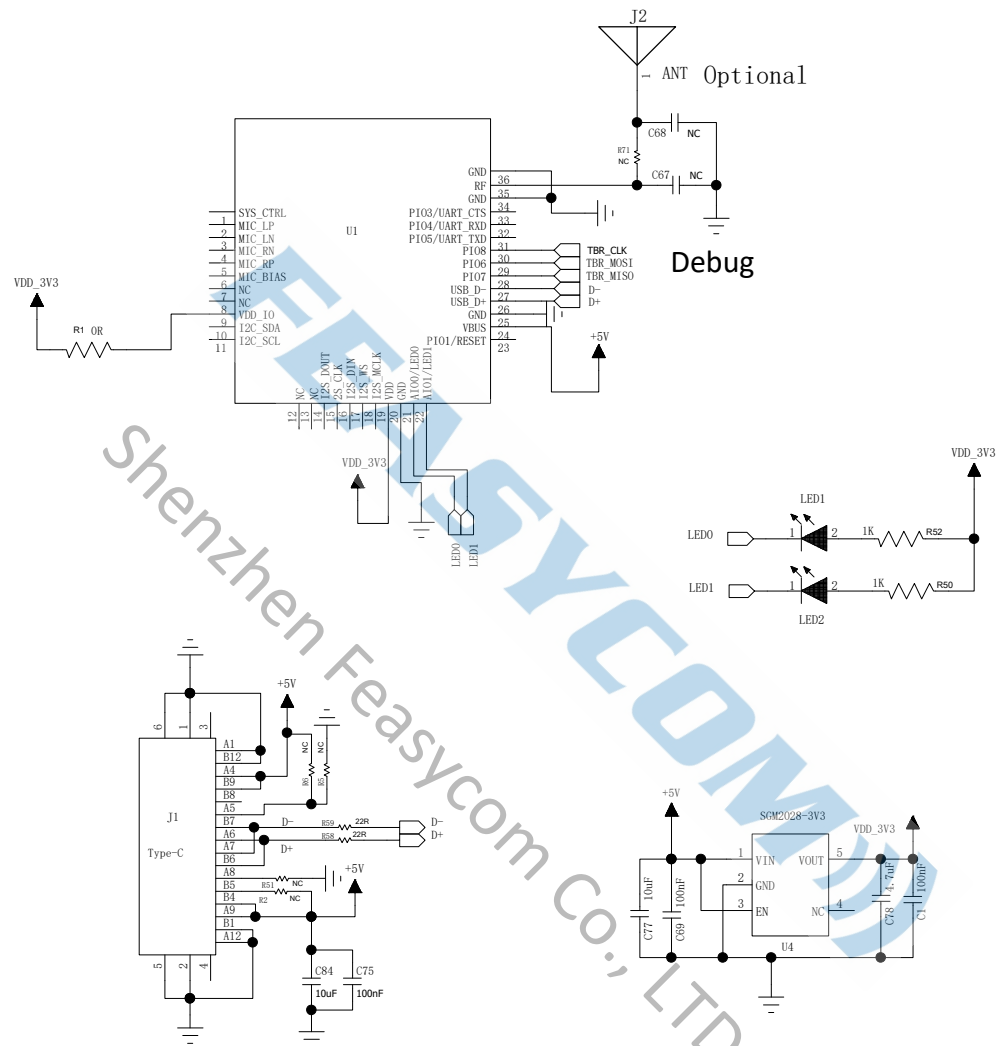 J2
1
ANT Optional
C68
NC
R71
NC
C67
NC
Debug
U1
SYS_CTRL
MIC_LP
MIC_LN
MIC_RN
MIC_RP
MIC_BIAS
NC
NC
VDD_IO
I2C_SDA
I2C_SCL
1
2
3
4
5
6
7
8
9
10
11
GND
RF
GND
PIO3/UART_CTS
PIO4/UART_RXD
PIO5/UART_TXD
PIO8
PIO6
PIO7
USB_D-
USB_D+
GND
VBUS
PIO1/RESET
36
35
34
33
32
31
30
29
28
27
26
25
24
23
TBR_CLK
TBR_MOSI
TBR_MISO
D-
D+
+5V
VDD_3V3
R1 0R
NC
NC
I2S_DOUT
2S_CLK
I2S_DIN
I2S_WS
I2S_MCLK
VDD
GND
AIO0/LED0
AIO1/LED1
12
13
14
15
16
17
18
19
20
21
22
VDD_3V3
LED0
LED1
VDD_3V3
LED1
LED0
1
2
1K
R52
LED1
1
2
1K
R50
LED2
+5V
6
1
3
J1
Type-C
A1
B12
A4
B9
B8
A5
B7
A6
A7
B6
A8
B5
B4
A9
B1
A12
5
2
4
NC
R6
NC
R5
D-
R59
22R
D-
D+
R58
22R
D+
R51
NC
R2
NC
+5V
C84
10uF
C75
100nF
SGM2028-3V3
+5V
VDD_3V3
1
VIN
VOUT
5
2
GND
3
EN
NC
4
U4
C77
10uF
C69
100nF
C78
4.7uF
C1
100nF
FEASYCOM
Shenzhen Feasycom Co., LTD